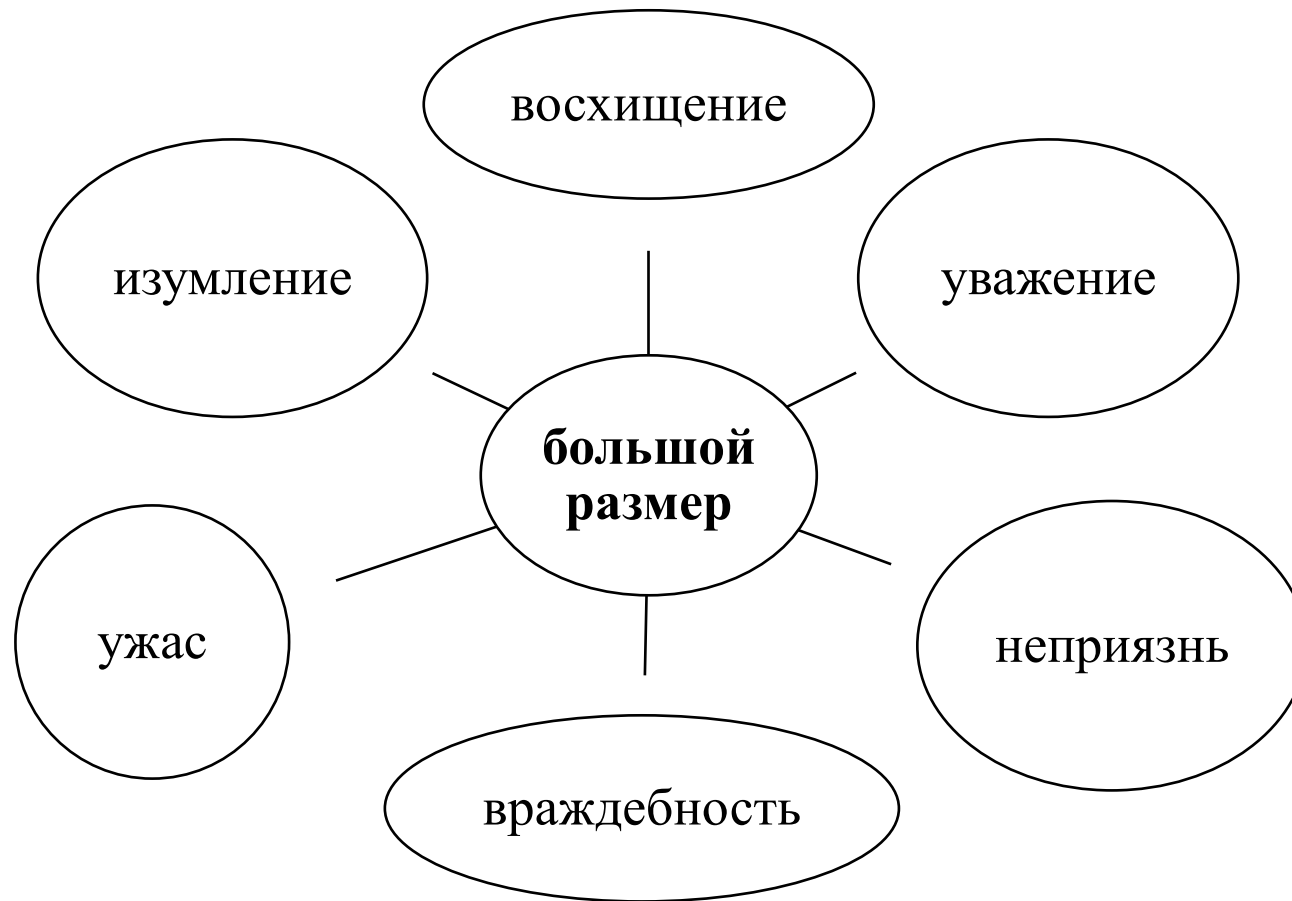 восхищение
изумление
уважение
большой
размер
ужас
неприязнь
враждебность